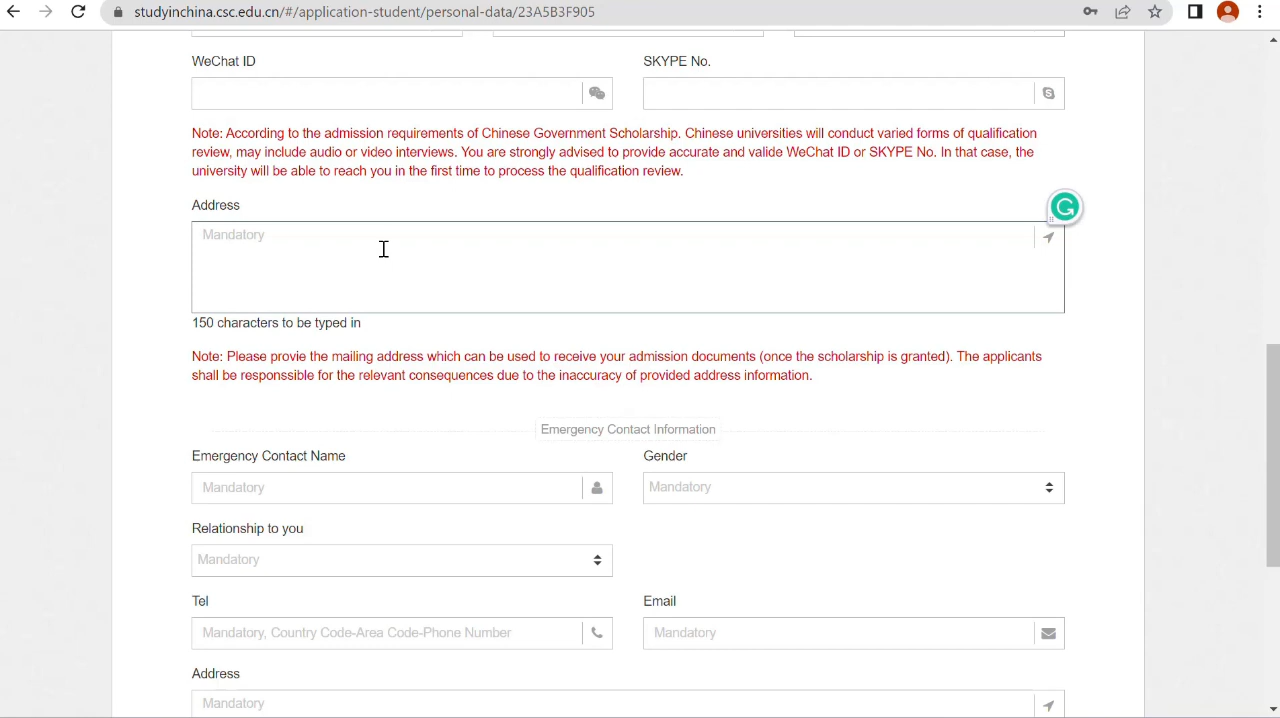 studyinchina.csc.edu.cn/#/application-student/personal-data/23A5B3F905
WeChat ID
SKYPE No.
Note: According to the admission requirements of Chinese Government Scholarship. Chinese universities will conduct varied forms of qualification
review, may include audio or video interviews. You are strongly advised to provide accurate and valid WeChat ID or SKYPE No. In that case, the
university will be able to reach you in the first time to process the qualification review.
Address
Mandatory
150 characters to be typed in
Note: Please provie the mailing address which can be used to receive your admission documents (once the scholarship is granted). The applicants
shall be responssible for the relevant consequences due to the inaccuracy of provided address information.
Emergency Contact Information
Emergency Contact Name
Gender
Mandatory
Mandatory
Relationship to you
Mandatory
Tel
Email
Mandatory, Country Code-Area Code-Phone Number
Mandatory
Address
Mandatory